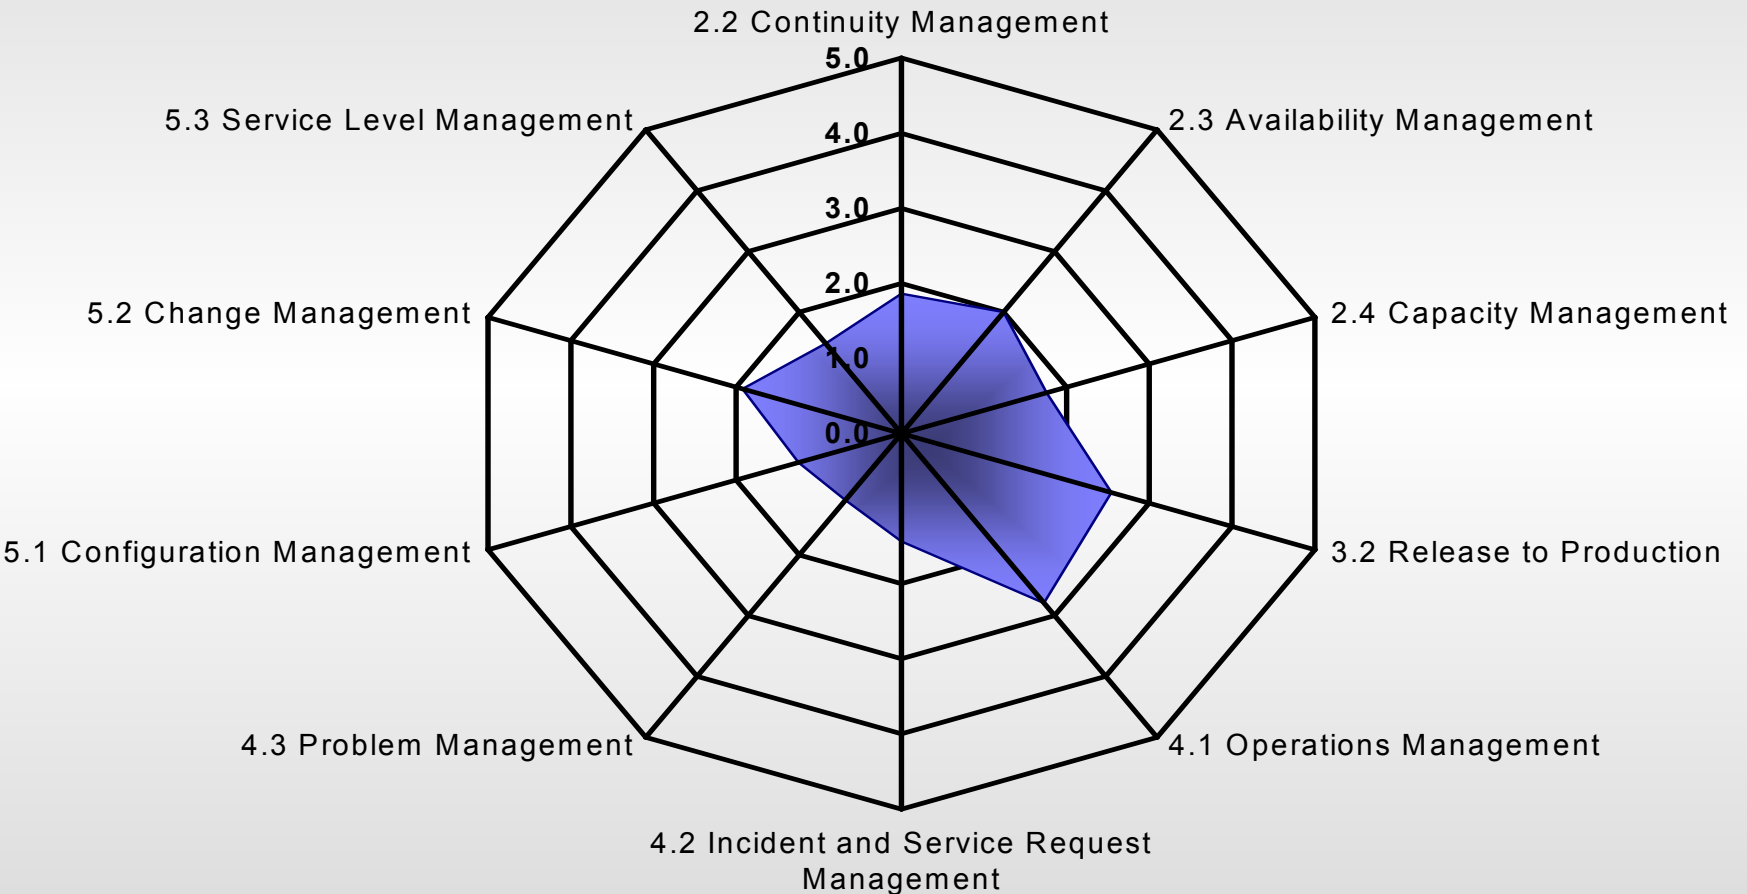 2.2 Continuity Management
5.0
5.3 Service Level Management
2.3 Availability Management
4.0
3.0
2.0
5.2 Change Management
2.4 Capacity Management
1.0
0.0
5.1 Configuration Management
3.2 Release to Production
4.3 Problem Management
4.1 Operations Management
4.2 Incident and Service Request
Management